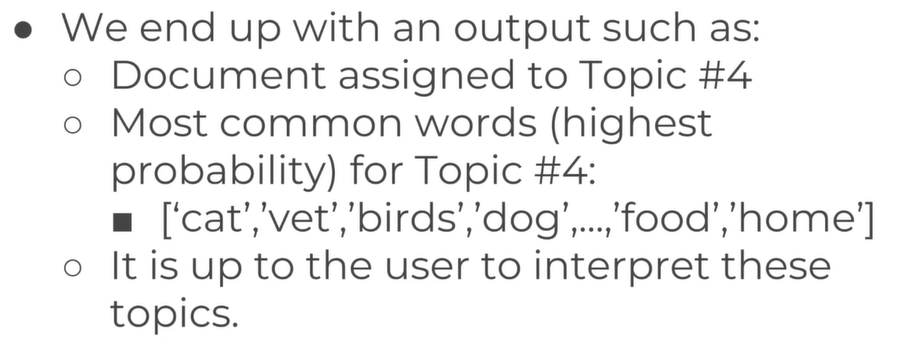 ● We end up with an output such as:
○ Document assigned to Topic #4
○ Most common words (highest
probability) for Topic #4:
■ [‘cat’,’vet’,’birds’,’dog’,...,’food’,’home’]
○ It is up to the user to interpret these
topics.